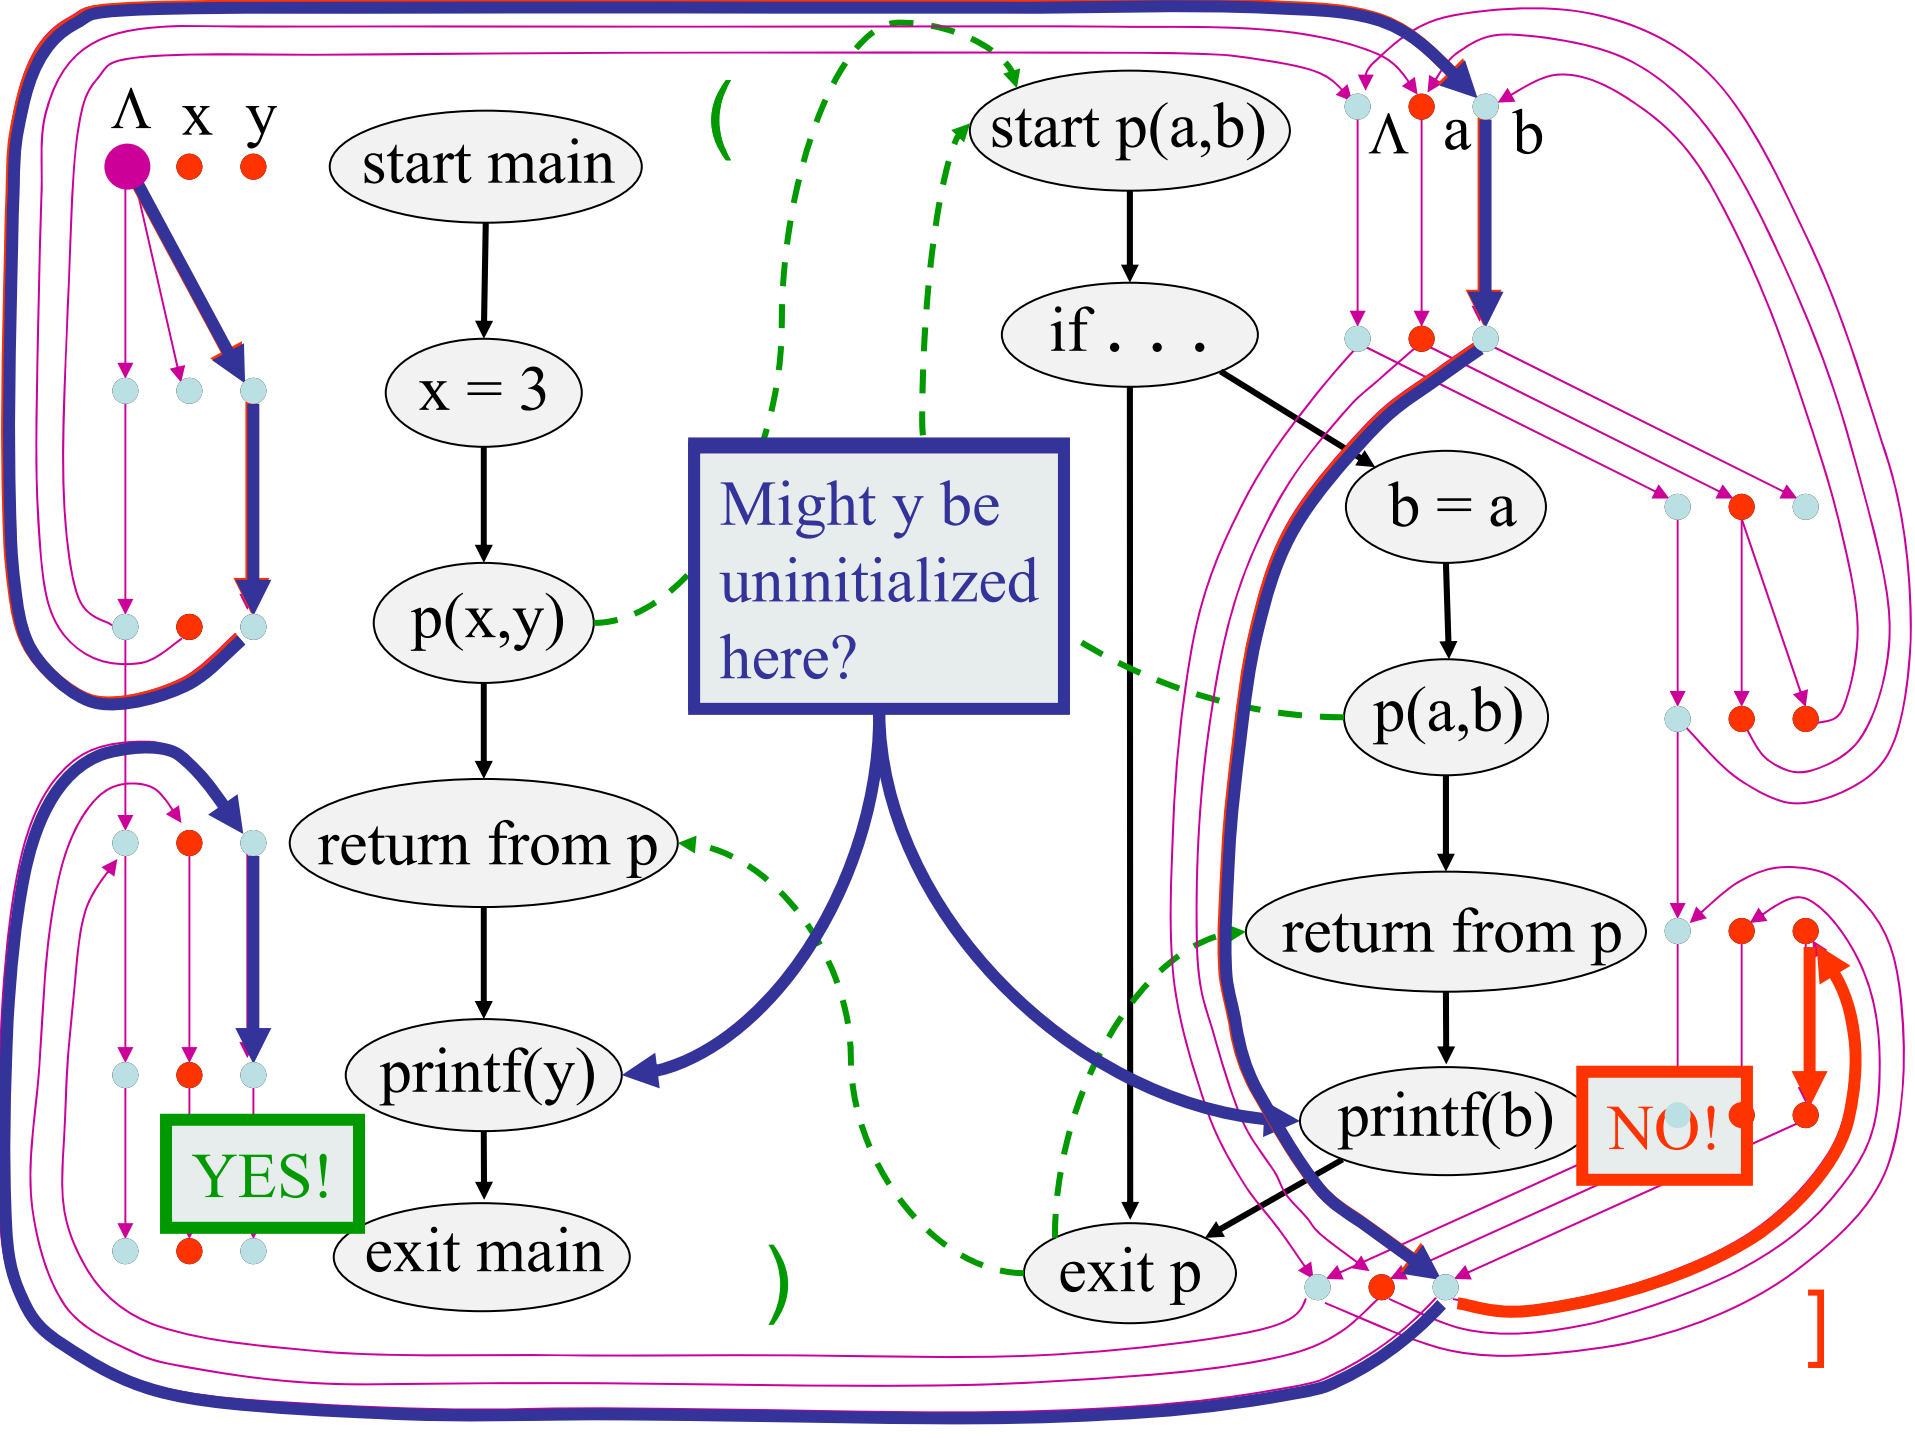 Λ x y
start main
x = 3
p(x,y)
return from p
printf(y)
exit main
YES!
(
)
Might y be
uninitialized
here?
start p(a,b)
Λ a b
if . . .
b = a
p(a,b)
return from p
printf(b)
NO!
exit p
]